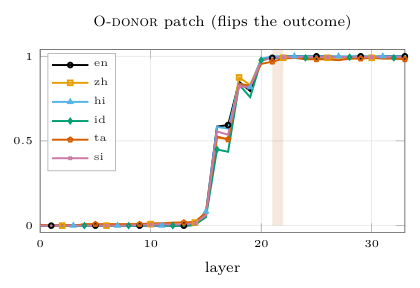 O-DONOR patch (flips the outcome)
1
0.5
0
en
zh
hi
id
ta
si
0 10 20 30
layer